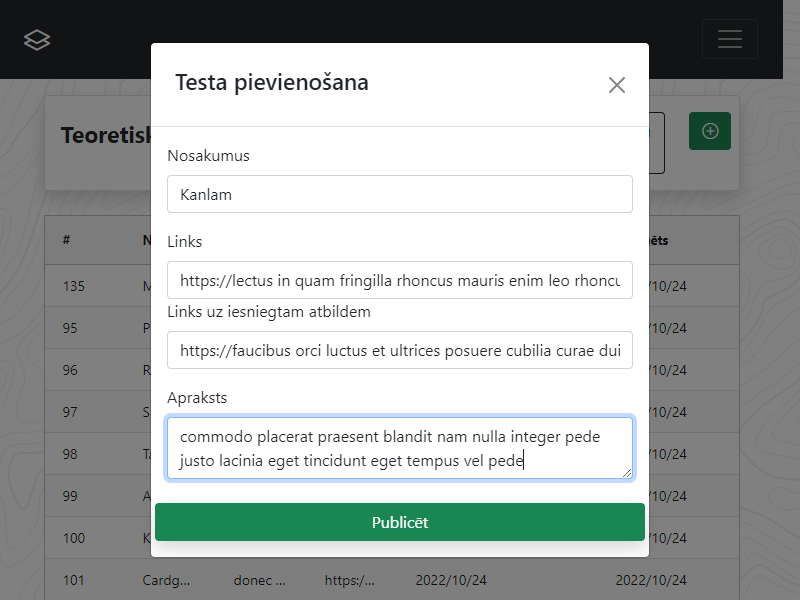 Testa pievienošana
Teoretisk
Nosakumus
Kanlam
Links
https://lectus in quam fringilla rhoncus mauris enim leo rhoncu
Links uz iesniegtam atbildem
https://faucibus orci luctus et ultrices posuere cubilia curae dui
Apraksts
commodo placerat praesent blandit nam nulla integer pede
justo lacinia eget tincidunt eget tempus vel pede
Publicēt
# N ēts
135 M /10/24
95 P /10/24
96 R /10/24
97 S /10/24
98 Ta /10/24
99 A /10/24
100 K /10/24
101 Cardg... donec ... https:/... 2022/10/24 2022/10/24